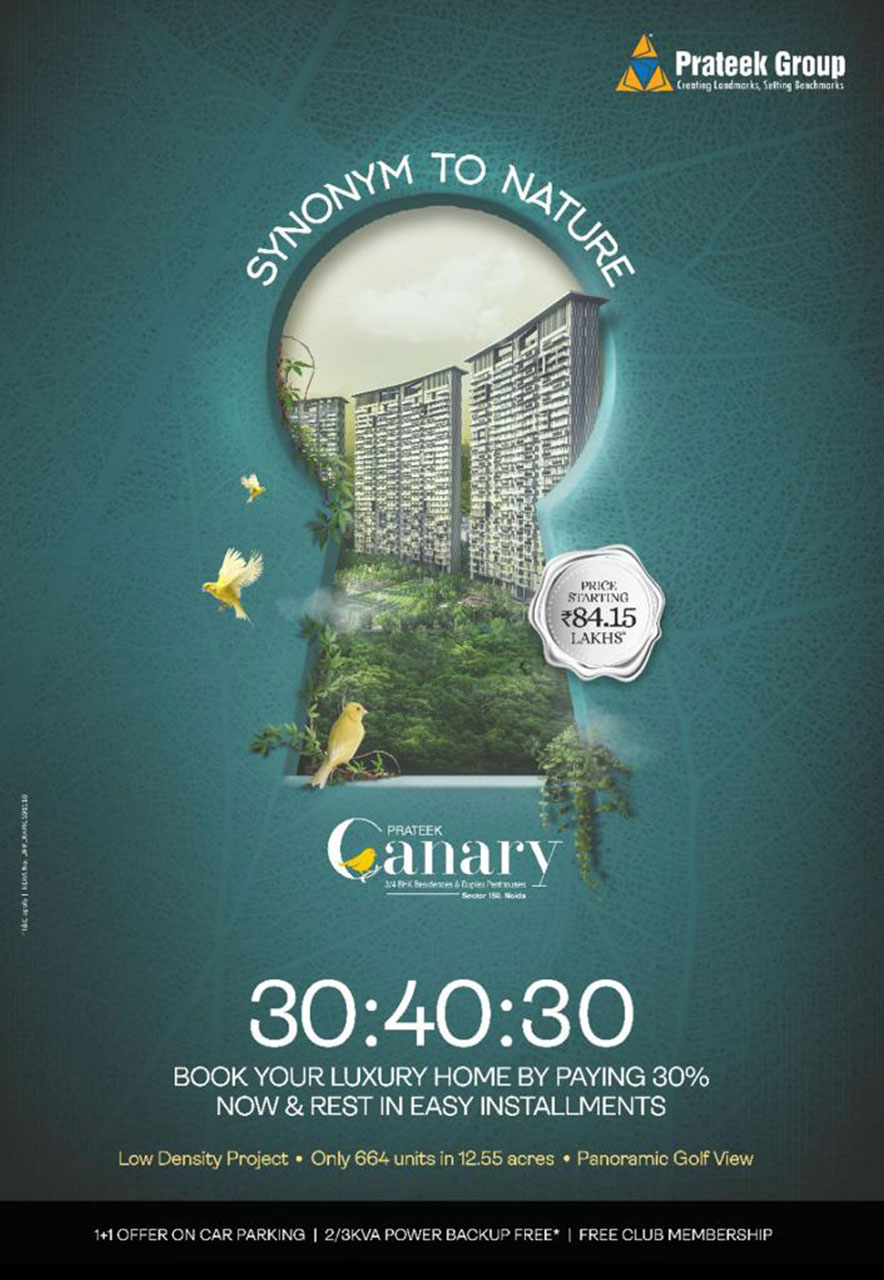 Prateek Group
Creating Landmarks, Setting Benchmarks
SYNONYM TO NATURE
PRICE
STARTING
₹84.15
LAKHS*
PRATEEK
Canary
3/4 BHK Residences & Duplex Penthouses
Sector 150, Noida
30:40:30
BOOK YOUR LUXURY HOME BY PAYING 30%
NOW & REST IN EASY INSTALLMENTS
Low Density Project • Only 664 units in 12.55 acres • Panoramic Golf View
1+1 OFFER ON CAR PARKING | 2/3KVA POWER BACKUP FREE* | FREE CLUB MEMBERSHIP